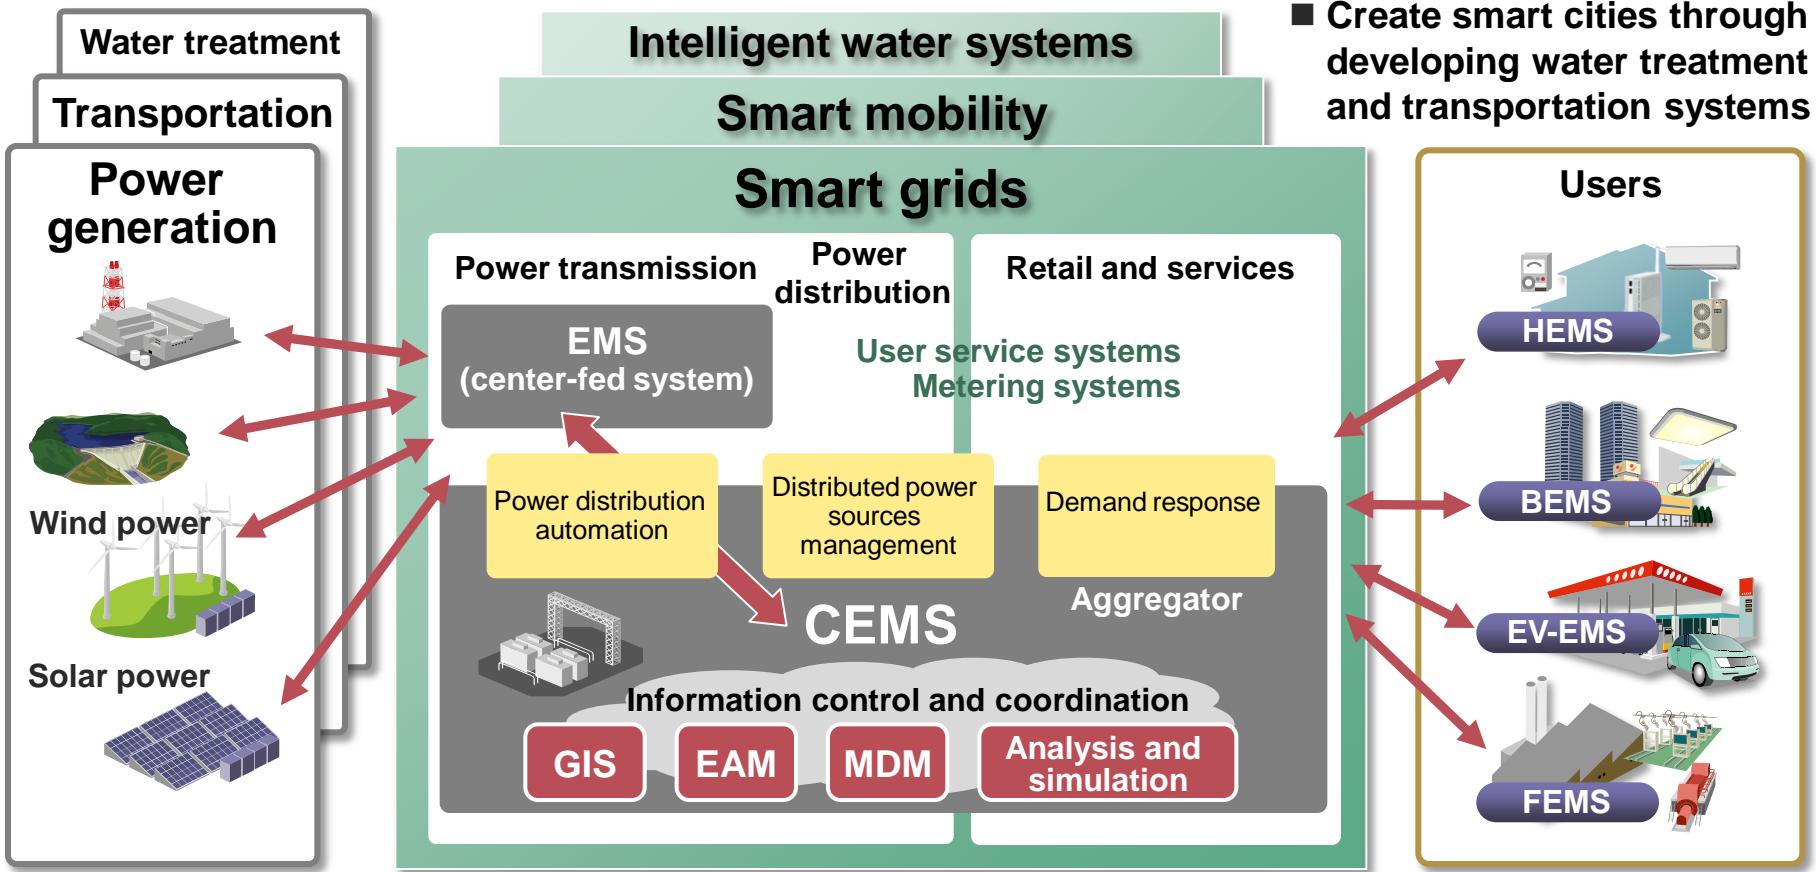 Water treatment
Transportation
Power
generation
Wind power
Solar power
Intelligent water systems
Smart mobility
Smart grids
Power transmission
Power
distribution
Retail and services
EMS
(center-fed system)
User service systems
Metering systems
Power distribution
automation
Distributed power
sources
management
Demand response
Aggregator
CEMS
Information control and coordination
GIS
EAM
MDM
Analysis and
simulation
■ Create smart cities through
developing water treatment
and transportation systems
Users
HEMS
BEMS
EV-EMS
FEMS